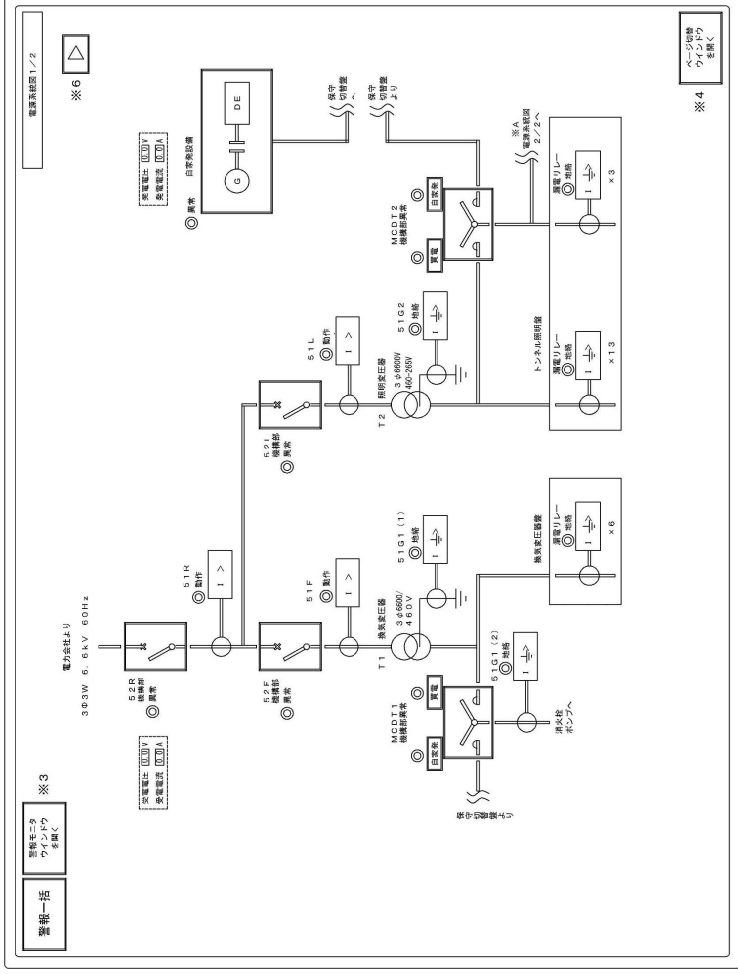 警報一括
警報モニタ
ウインドウ
を開く
※3
電源系統図1/2
※6
受電電圧 0.0 V
受電電流 0.0 A
電力会社より
3Φ3W 6.6kV 60Hz
発電電圧 0.0 V
発電電流 0.0 A
異常
自家発設備
G
DE
52R
機構部
異常
51R
動作
I >
52F
機構部
異常
51F
動作
I >
52L
機構部
異常
51L
動作
I >
保守
切替盤
へ
保守
切替盤
より
T1
換気変圧器
3φ6600/
460V
51G1 (1)
地絡
I
T2
照明変圧器
3φ6600V
460-265V
51G2
地絡
I
MCDT1
機構部異常
自家発
買電
保守
切替盤
より
51G1 (2)
地絡
I
消火栓
ポンプへ
換気変圧器盤
漏電リレー
地絡
I
×6
MCDT2
機構部異常
買電
自家発
※A
電源系統図
2/2へ
トンネル照明盤
漏電リレー
地絡
I
×13
漏電リレー
地絡
I
×3
※4
ページ切替
ウインドウ
を開く